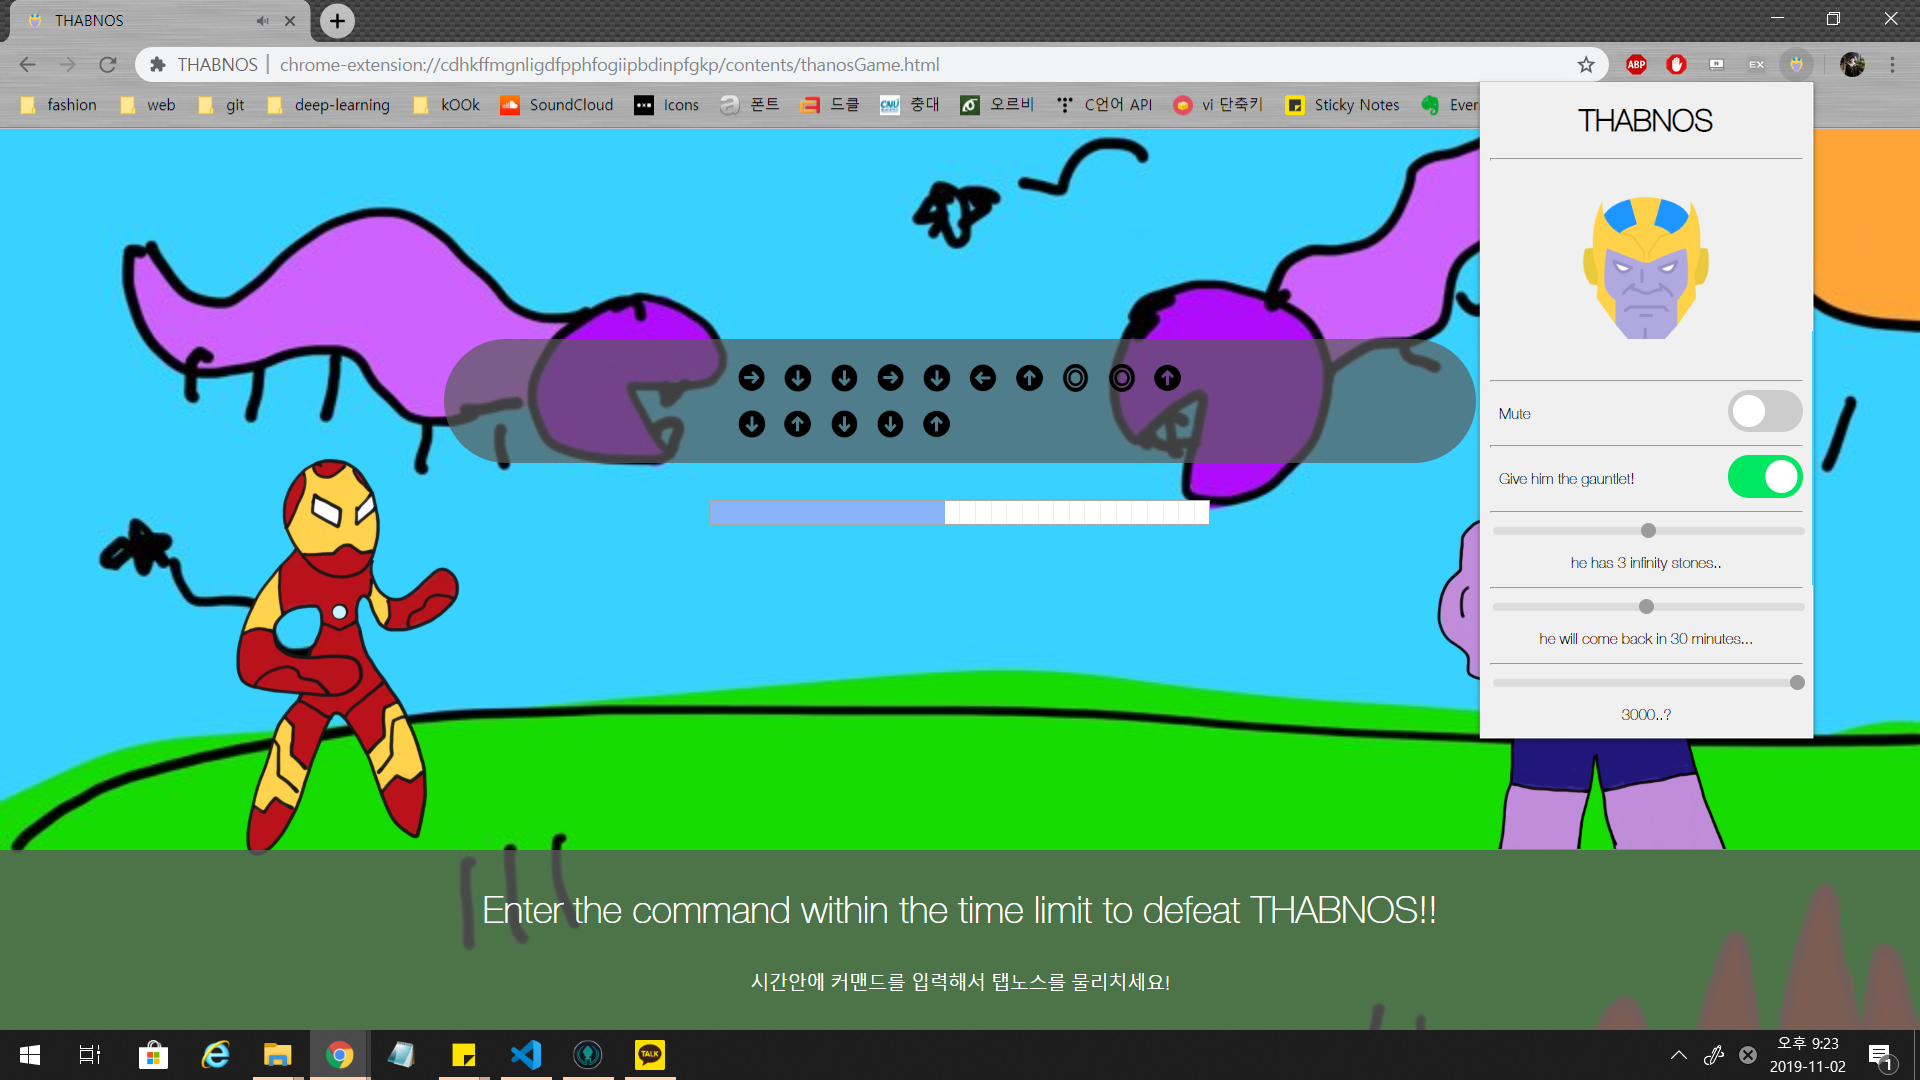 THABNOS
THABNOS | chrome-extension://cdhkffmgnligdfpphfogiipbdinpfgkp/contents/thanosGame.html
ABP
EX
fashion web git deep-learning kOOk SoundCloud Icons 폰트 드클 CNU 충대 오르비 C언어 API vi 단축키 Sticky Notes Ever
THABNOS
Mute
Give him the gauntlet!
he has 3 infinity stones..
he will come back in 30 minutes...
3000..?
Enter the command within the time limit to defeat THABNOS!!
시간안에 커맨드를 입력해서 탭노스를 물리치세요!
TALK
오후 9:23
2019-11-02
1